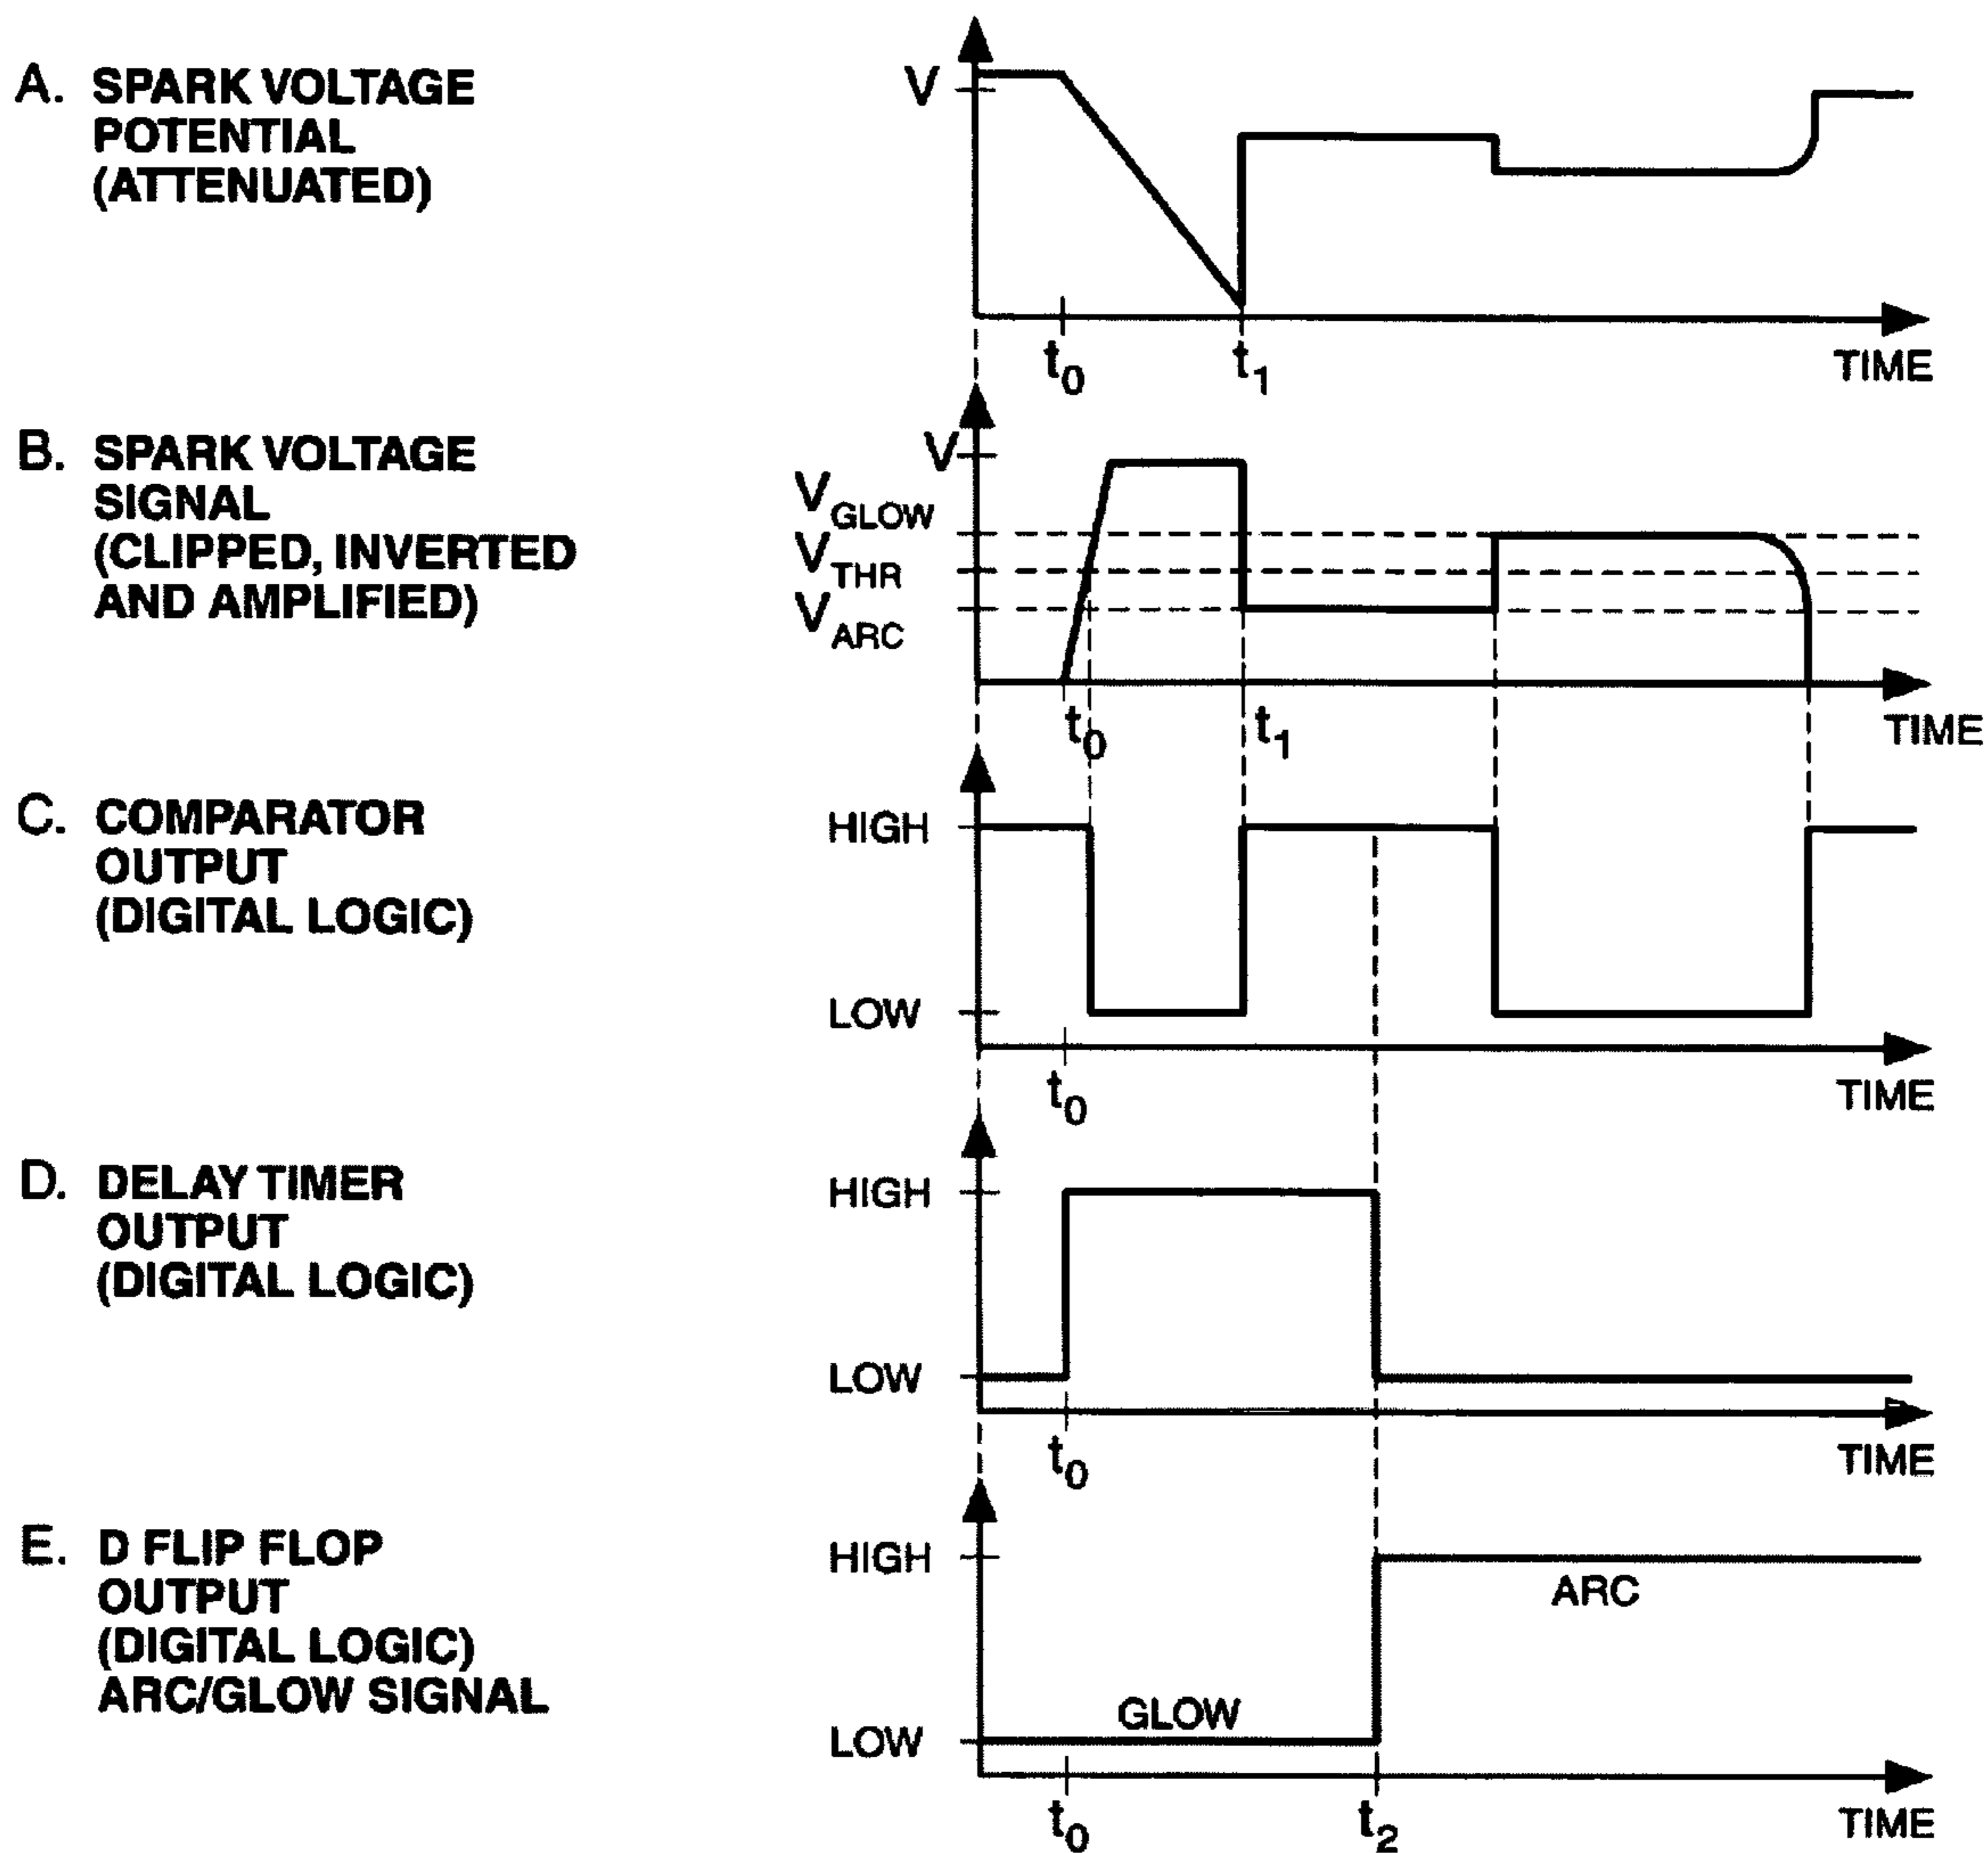 A. SPARK VOLTAGE
POTENTIAL
(ATTENUATED)
V
t0
t1
TIME
B. SPARK VOLTAGE
SIGNAL
(CLIPPED, INVERTED
AND AMPLIFIED)
V
VGLOW
VTHR
VARC
t0
t1
TIME
C. COMPARATOR
OUTPUT
(DIGITAL LOGIC)
HIGH
LOW
t0
TIME
D. DELAY TIMER
OUTPUT
(DIGITAL LOGIC)
HIGH
LOW
t0
TIME
E. D FLIP FLOP
OUTPUT
(DIGITAL LOGIC)
ARC/GLOW SIGNAL
HIGH
ARC
GLOW
LOW
t0
t2
TIME